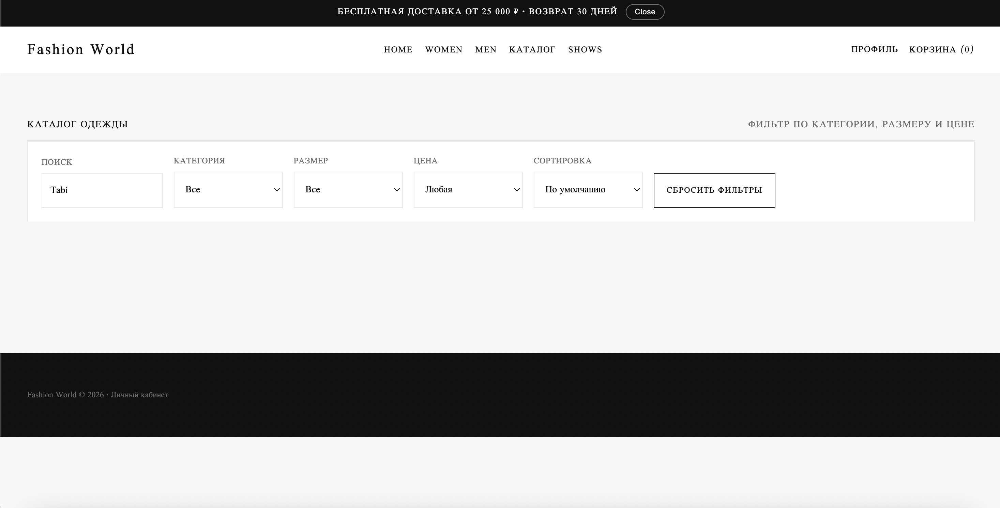 БЕСПЛАТНАЯ ДОСТАВКА ОТ 25 000 ₽ • ВОЗВРАТ 30 ДНЕЙ Close
Fashion World HOME WOMEN MEN КАТАЛОГ SHOWS ПРОФИЛЬ КОРЗИНА (0)
КАТАЛОГ ОДЕЖДЫ ФИЛЬТР ПО КАТЕГОРИИ, РАЗМЕРУ И ЦЕНЕ
ПОИСК КАТЕГОРИЯ РАЗМЕР ЦЕНА СОРТИРОВКА
Tabi Все Все Любая По умолчанию СБРОСИТЬ ФИЛЬТРЫ
Fashion World © 2026 • Личный кабинет